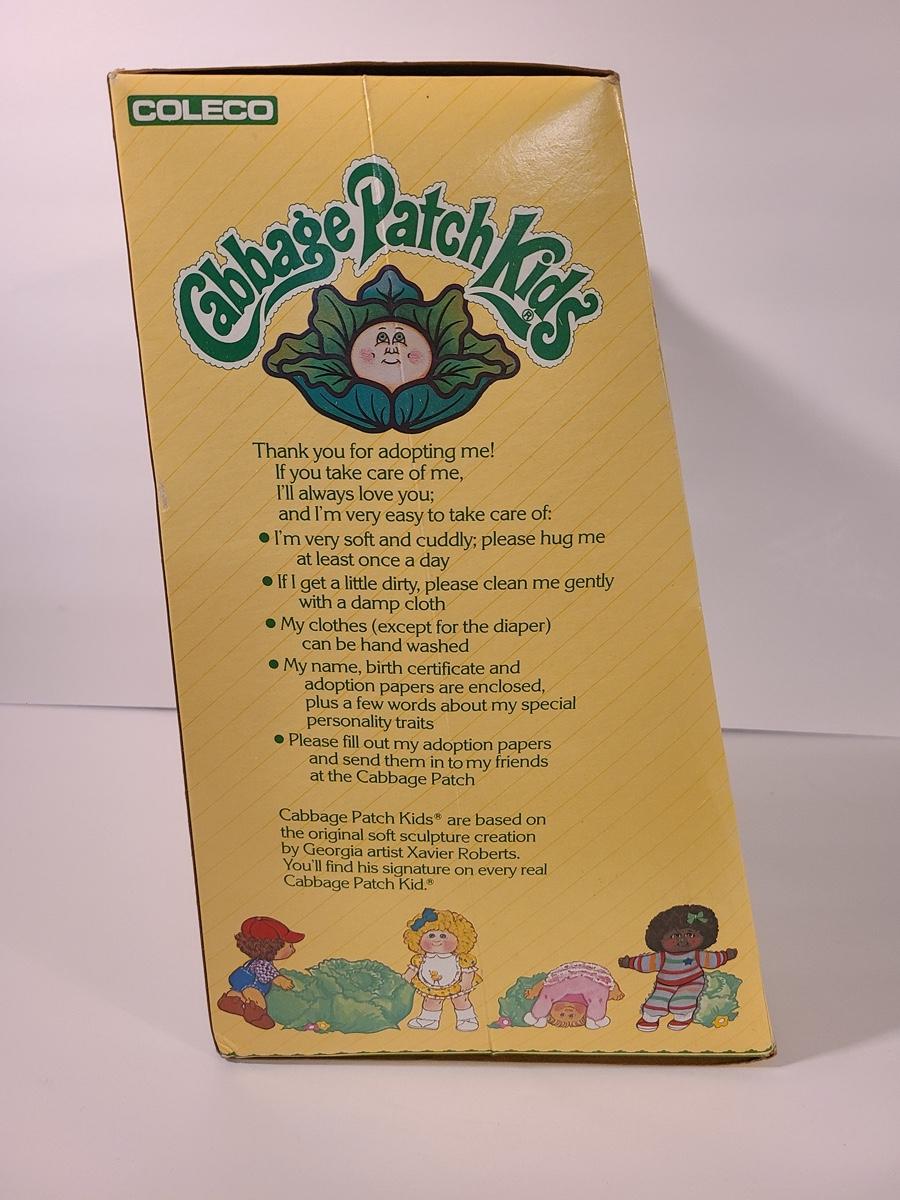 COLECO
Cabbage Patch Kids®
Thank you for adopting me!
If you take care of me,
I'll always love you;
and I'm very easy to take care of:
• I'm very soft and cuddly; please hug me
at least once a day
• If I get a little dirty, please clean me gently
with a damp cloth
• My clothes (except for the diaper)
can be hand washed
• My name, birth certificate and
adoption papers are enclosed,
plus a few words about my special
personality traits
• Please fill out my adoption papers
and send them in to my friends
at the Cabbage Patch
Cabbage Patch Kids® are based on
the original soft sculpture creation
by Georgia artist Xavier Roberts.
You'll find his signature on every real
Cabbage Patch Kid.®